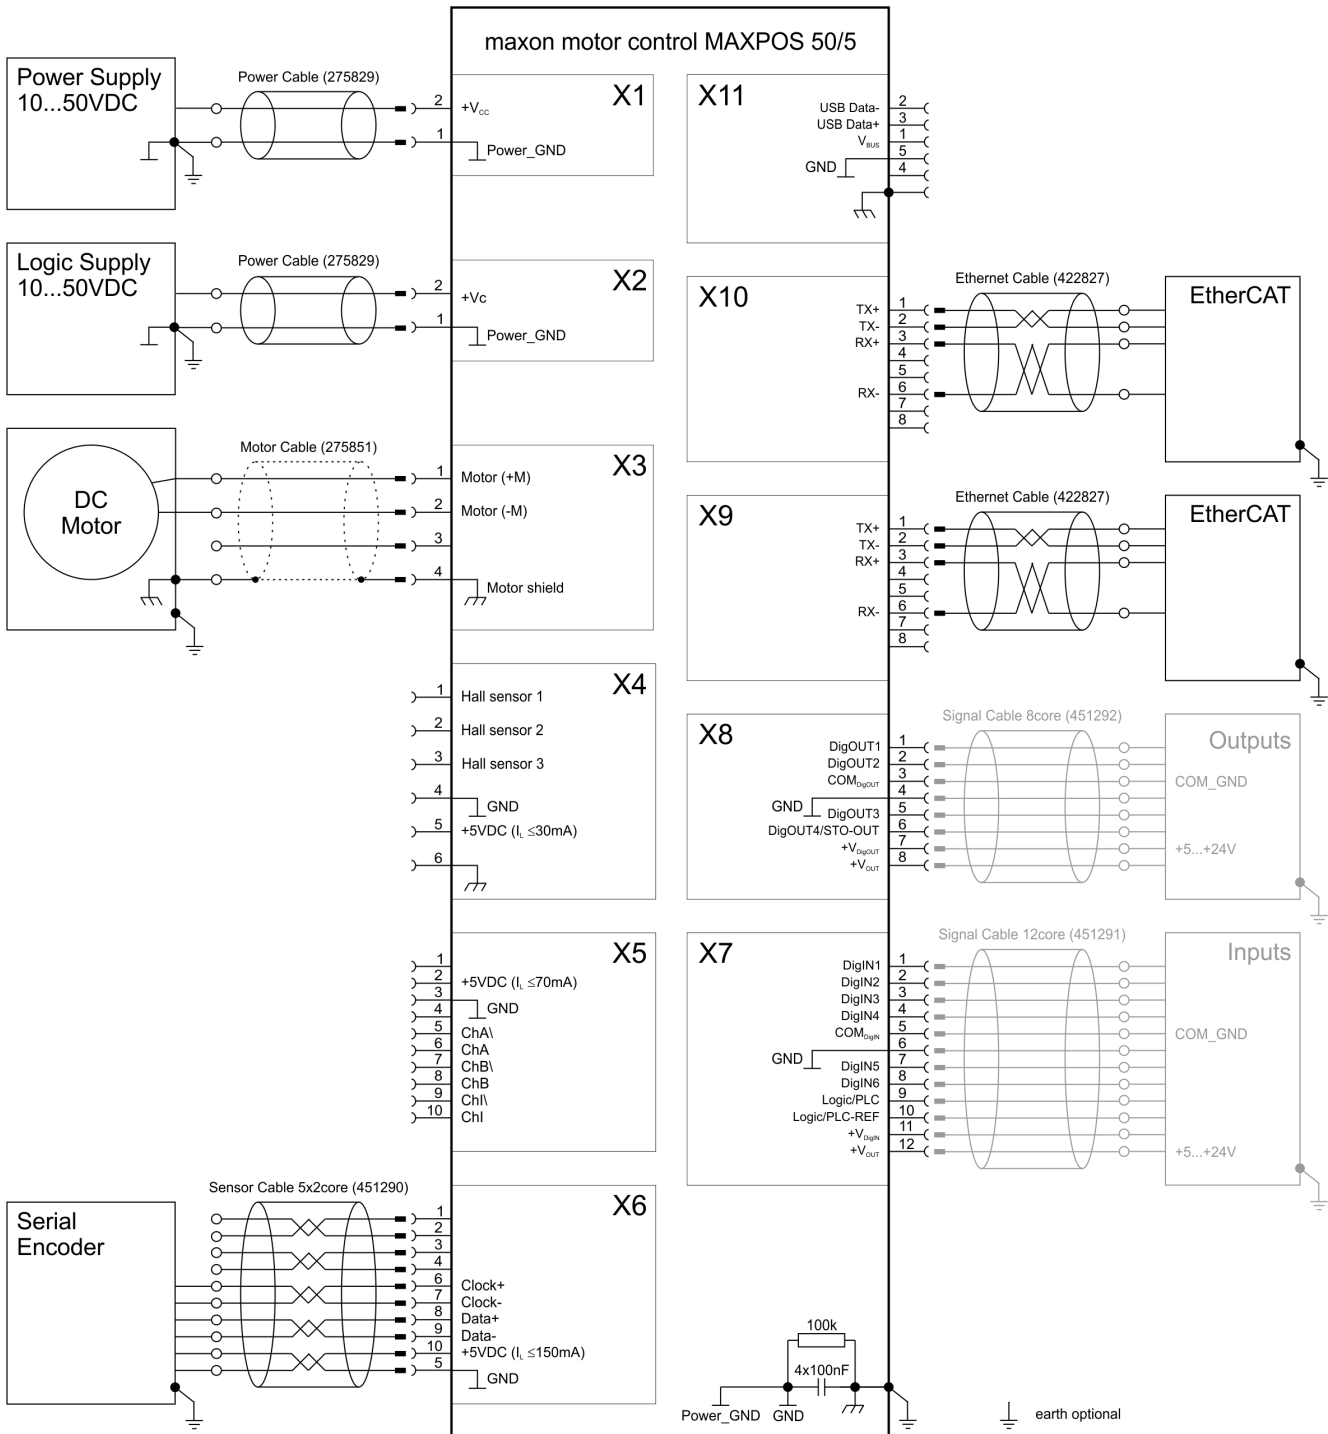 maxon motor control MAXPOS 50/5
Power Supply
10...50VDC
Power Cable (275829)
X1
2 +Vcc
1 Power_GND
Logic Supply
10...50VDC
Power Cable (275829)
X2
2 +Vc
1 Power_GND
DC
Motor
Motor Cable (275851)
X3
1 Motor (+M)
2 Motor (-M)
3
4 Motor shield
X4
1 Hall sensor 1
2 Hall sensor 2
3 Hall sensor 3
4 GND
5 +5VDC (IL ≤30mA)
6
X5
1
2 +5VDC (IL ≤70mA)
3 GND
4
5 ChA\
6 ChA
7 ChB\
8 ChB
9 ChI\
10 ChI
Serial
Encoder
Sensor Cable 5x2core (451290)
X6
1
2
3
4
6 Clock+
7 Clock-
8 Data+
9 Data-
10 +5VDC (IL ≤150mA)
5 GND
X11
USB Data- 2
USB Data+ 3
VBUS 1
GND 5
4
X10
Ethernet Cable (422827)
EtherCAT
TX+ 1
TX- 2
RX+ 3
4
5
RX- 6
7
8
X9
Ethernet Cable (422827)
EtherCAT
TX+ 1
TX- 2
RX+ 3
4
5
RX- 6
7
8
X8
Signal Cable 8core (451292)
Outputs
DigOUT1 1
DigOUT2 2
COMDigOUT 3 COM_GND
GND 4
DigOUT3 5
DigOUT4/STO-OUT 6
+VDigOUT 7 +5...+24V
+VOUT 8
X7
Signal Cable 12core (451291)
Inputs
DigIN1 1
DigIN2 2
DigIN3 3
DigIN4 4
COMDigIN 5 COM_GND
GND 6
DigIN5 7
DigIN6 8
Logic/PLC 9
Logic/PLC-REF 10
+VDigIN 11
+VOUT 12 +5...+24V
100k
4x100nF
Power_GND GND
earth optional